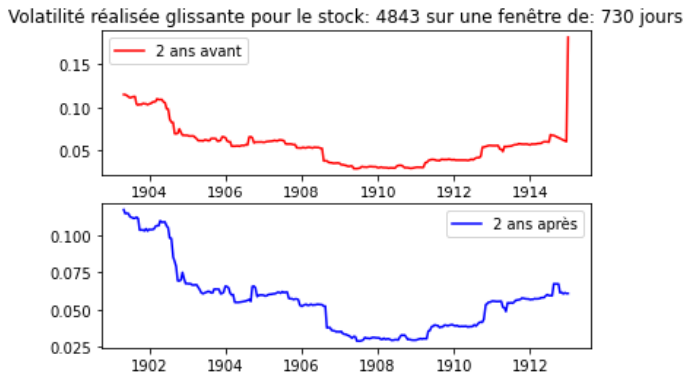 Volatilité réalisée glissante pour le stock: 4843 sur une fenêtre de: 730 jours
2 ans avant
0.15
0.10
0.05
1904 1906 1908 1910 1912 1914
2 ans après
0.100
0.075
0.050
0.025
1902 1904 1906 1908 1910 1912